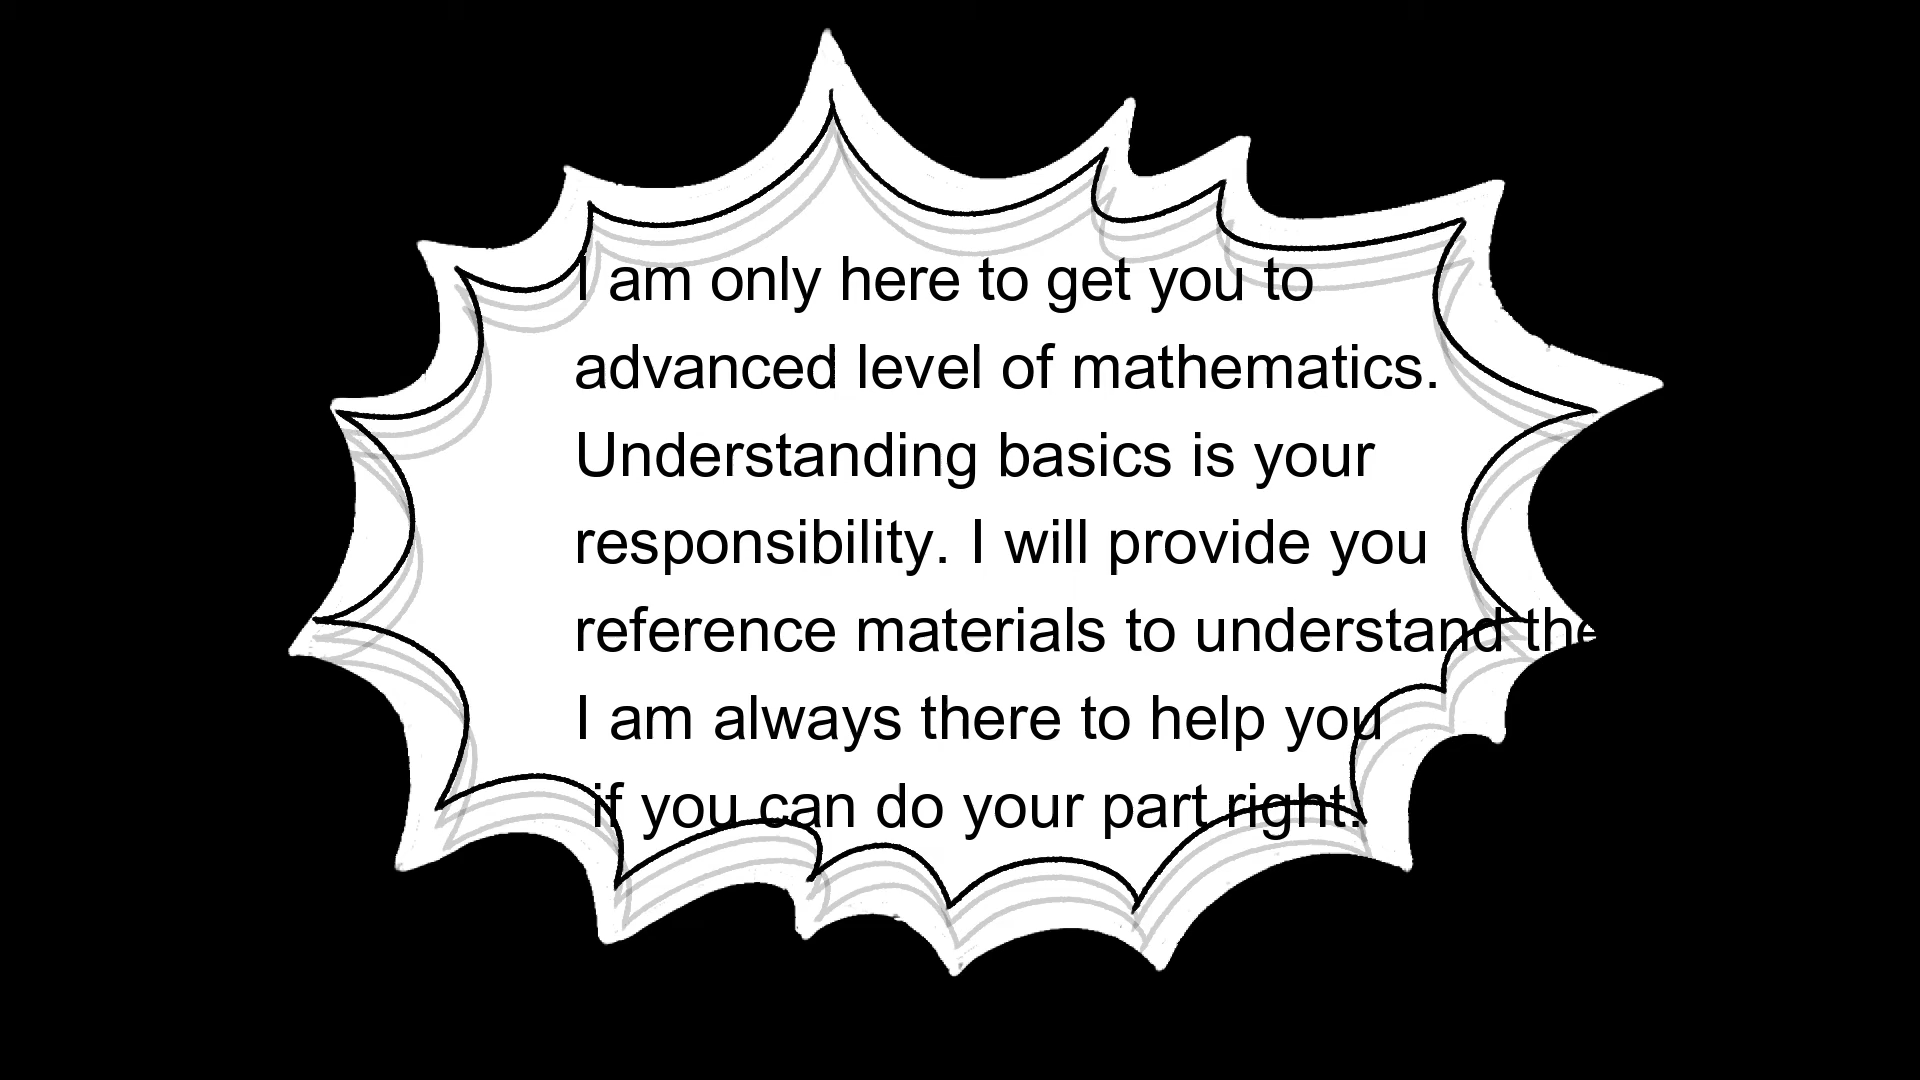 I am only here to get you to
advanced level of mathematics.
Understanding basics is your
responsibility. I will provide you
reference materials to understand the
I am always there to help you
if you can do your part right.